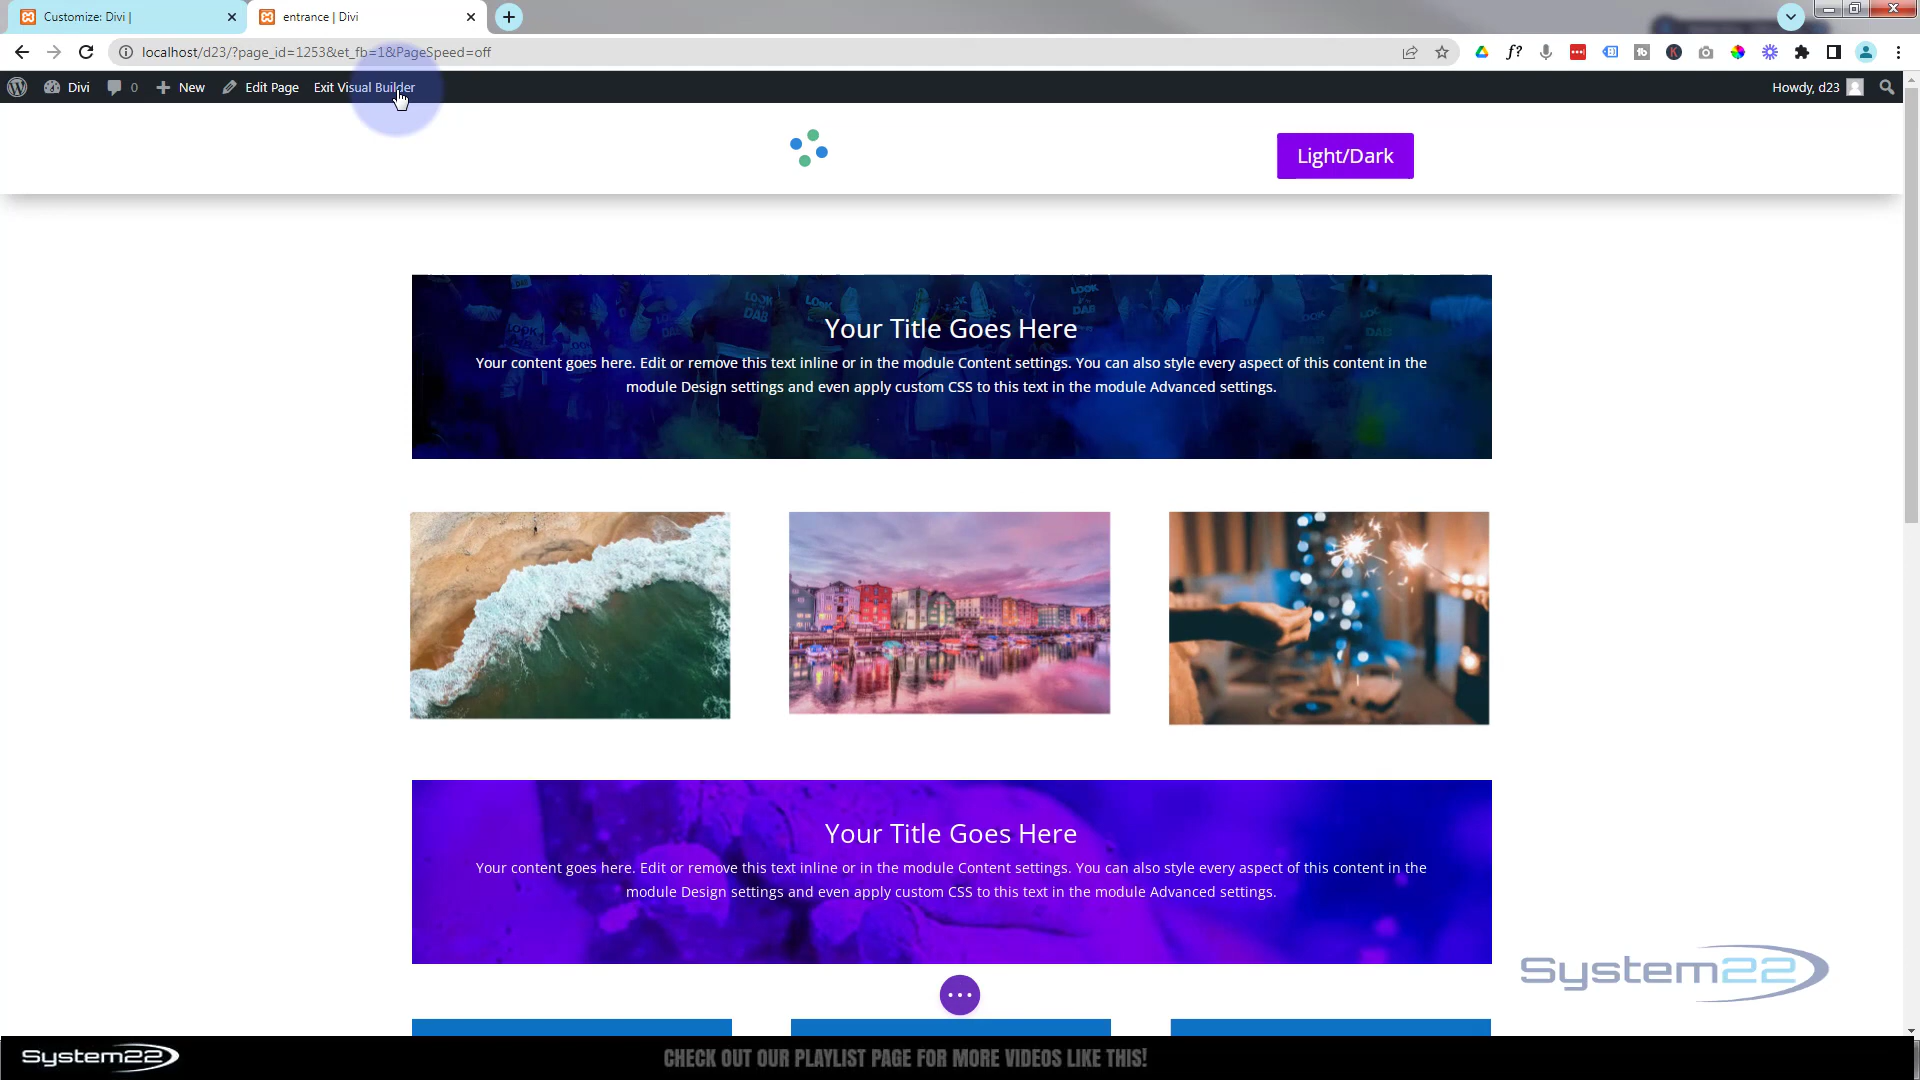 Customize: Divi |
entrance | Divi
localhost/d23/?page_id=1253&et_fb=1&PageSpeed=off
Divi
0
New
Edit Page
Exit Visual Builder
Howdy, d23
Light/Dark
Your Title Goes Here
Your content goes here. Edit or remove this text inline or in the module Content settings. You can also style every aspect of this content in the
module Design settings and even apply custom CSS to this text in the module Advanced settings.
Your Title Goes Here
Your content goes here. Edit or remove this text inline or in the module Content settings. You can also style every aspect of this content in the
module Design settings and even apply custom CSS to this text in the module Advanced settings.
System22
System22
CHECK OUT OUR PLAYLIST PAGE FOR MORE VIDEOS LIKE THIS!